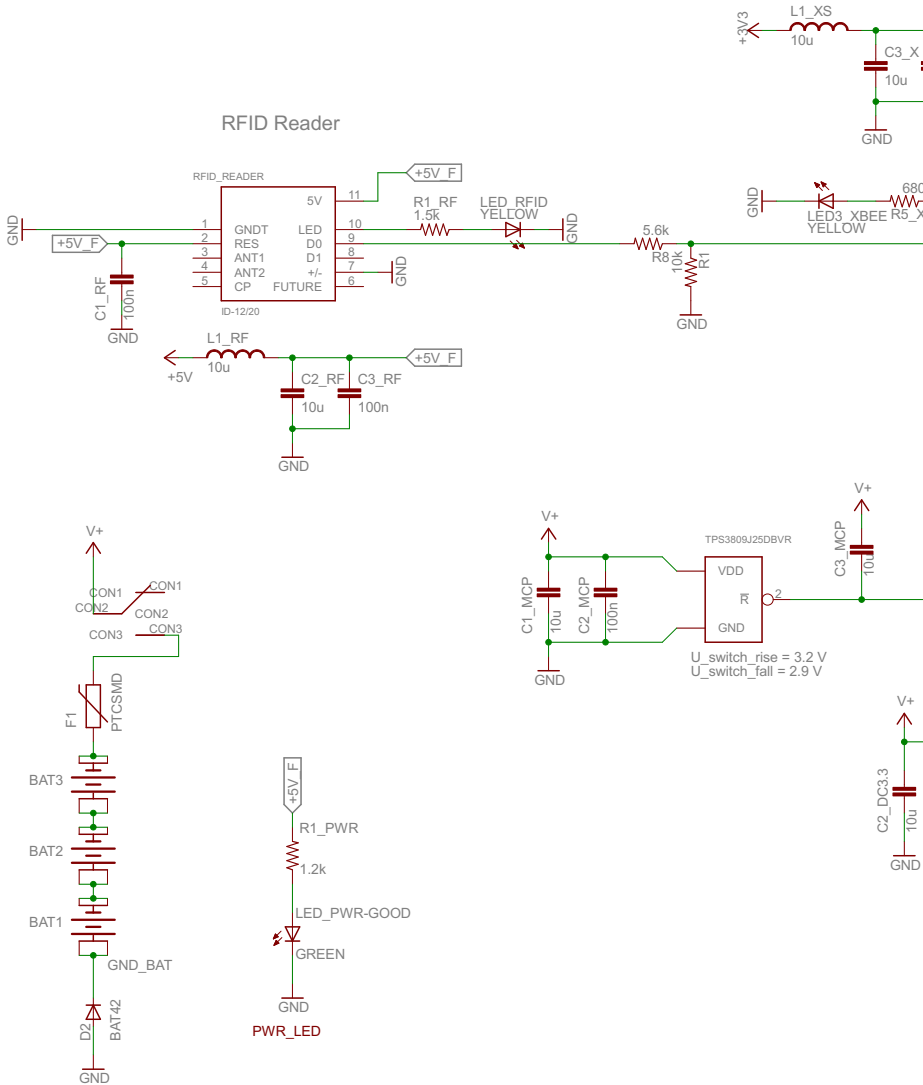 L1_XS
+3V3
10u
C3_X
10u
GND
RFID Reader
RFID_READER
+5V_F
5V
11
GND
1
GNDT
LED
10
R1_RF
1.5k
LED_RFID
YELLOW
GND
+5V_F
2
RES
D0
9
3
ANT1
D1
8
4
ANT2
+/-
7
GND
5
CP
FUTURE
6
ID-12/20
C1_RF
100n
GND
5.6k
R8
10k
R1
GND
GND
LED3_XBEE
YELLOW
680
R5_X
L1_RF
10u
+5V
+5V_F
C2_RF
10u
C3_RF
100n
GND
V+
CON1
CON1
CON2
CON2
CON3
CON3
F1
PTCSMD
BAT3
BAT2
BAT1
GND_BAT
D2
BAT42
GND
+5V_F
R1_PWR
1.2k
LED_PWR-GOOD
GREEN
GND
PWR_LED
V+
C1_MCP
10u
C2_MCP
100n
GND
TPS3809J25DBVR
VDD
R
2
GND
U_switch_rise = 3.2 V
U_switch_fall = 2.9 V
V+
C3_MCP
10u
V+
C2_DC3.3
10u
GND